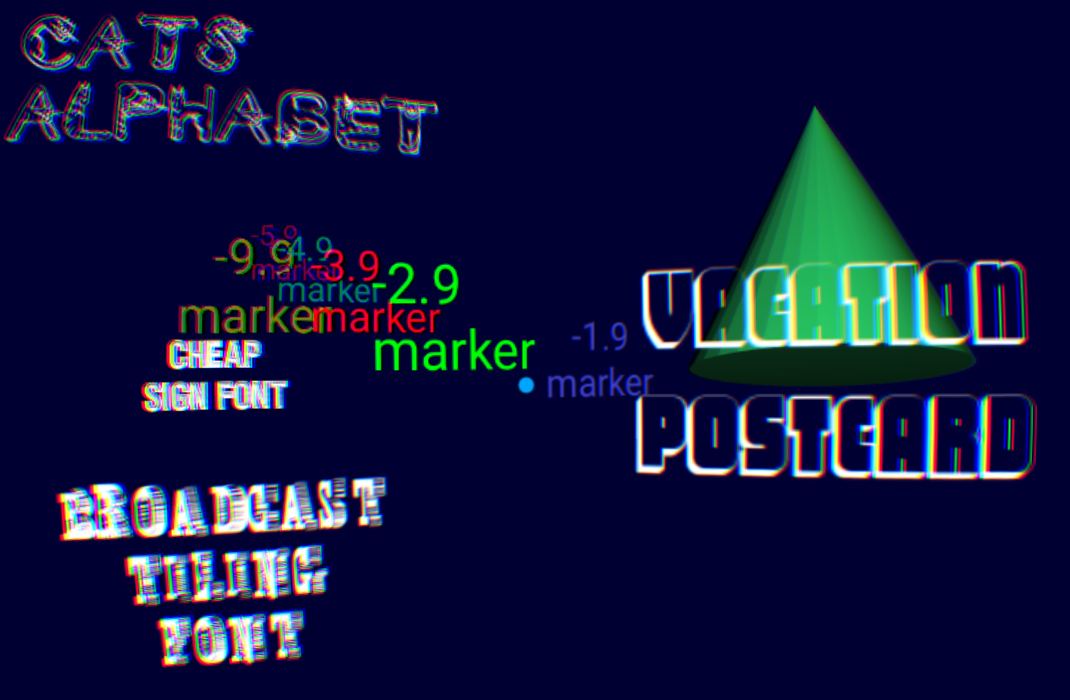 CATS
ALPHABET
-5.9
marker
-9.9
marker
-4.9
marker
-3.9
marker
-2.9
marker
-1.9
marker
CHEAP
SIGN FONT
VACATION
POSTCARD
BROADCAST
TILING
FONT